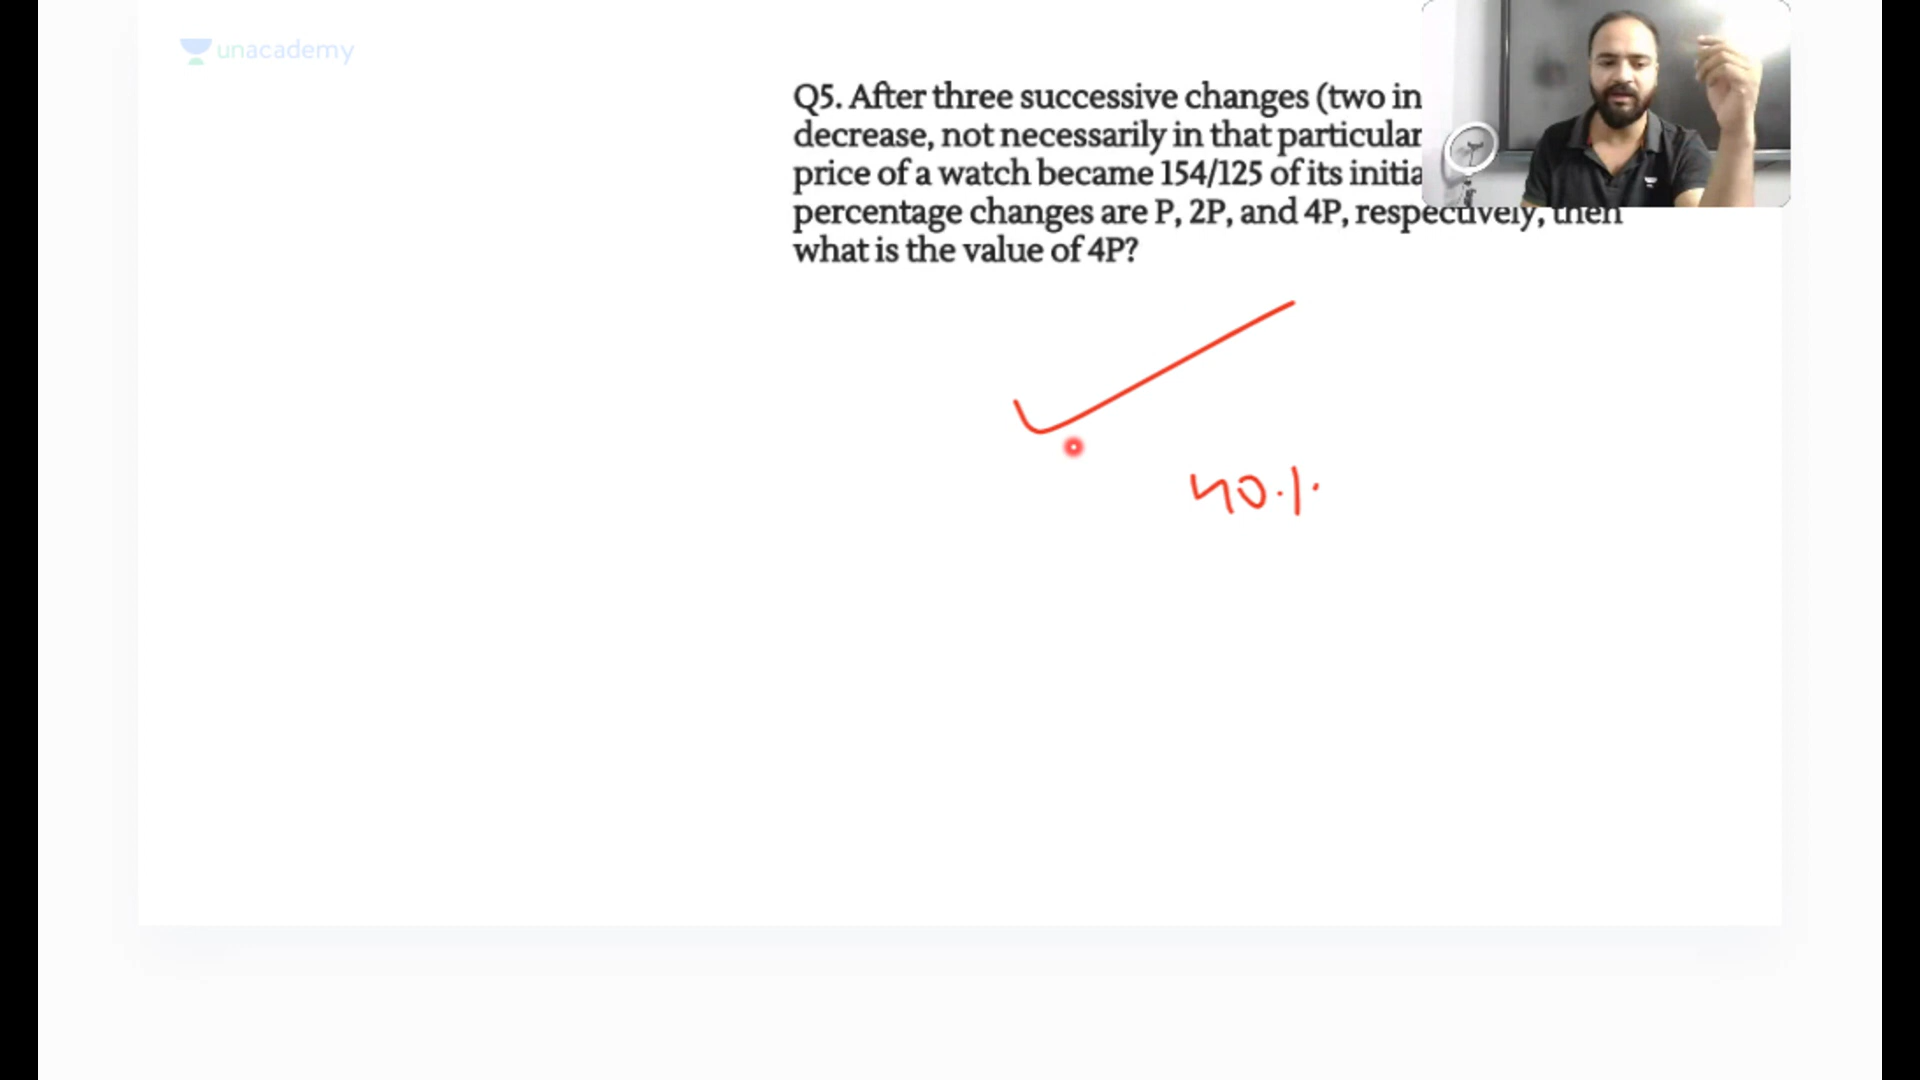 unacademy
Q5. After three successive changes (two in
decrease, not necessarily in that particular
price of a watch became 154/125 of its initia
percentage changes are P, 2P, and 4P, respectively, then
what is the value of 4P?
40%